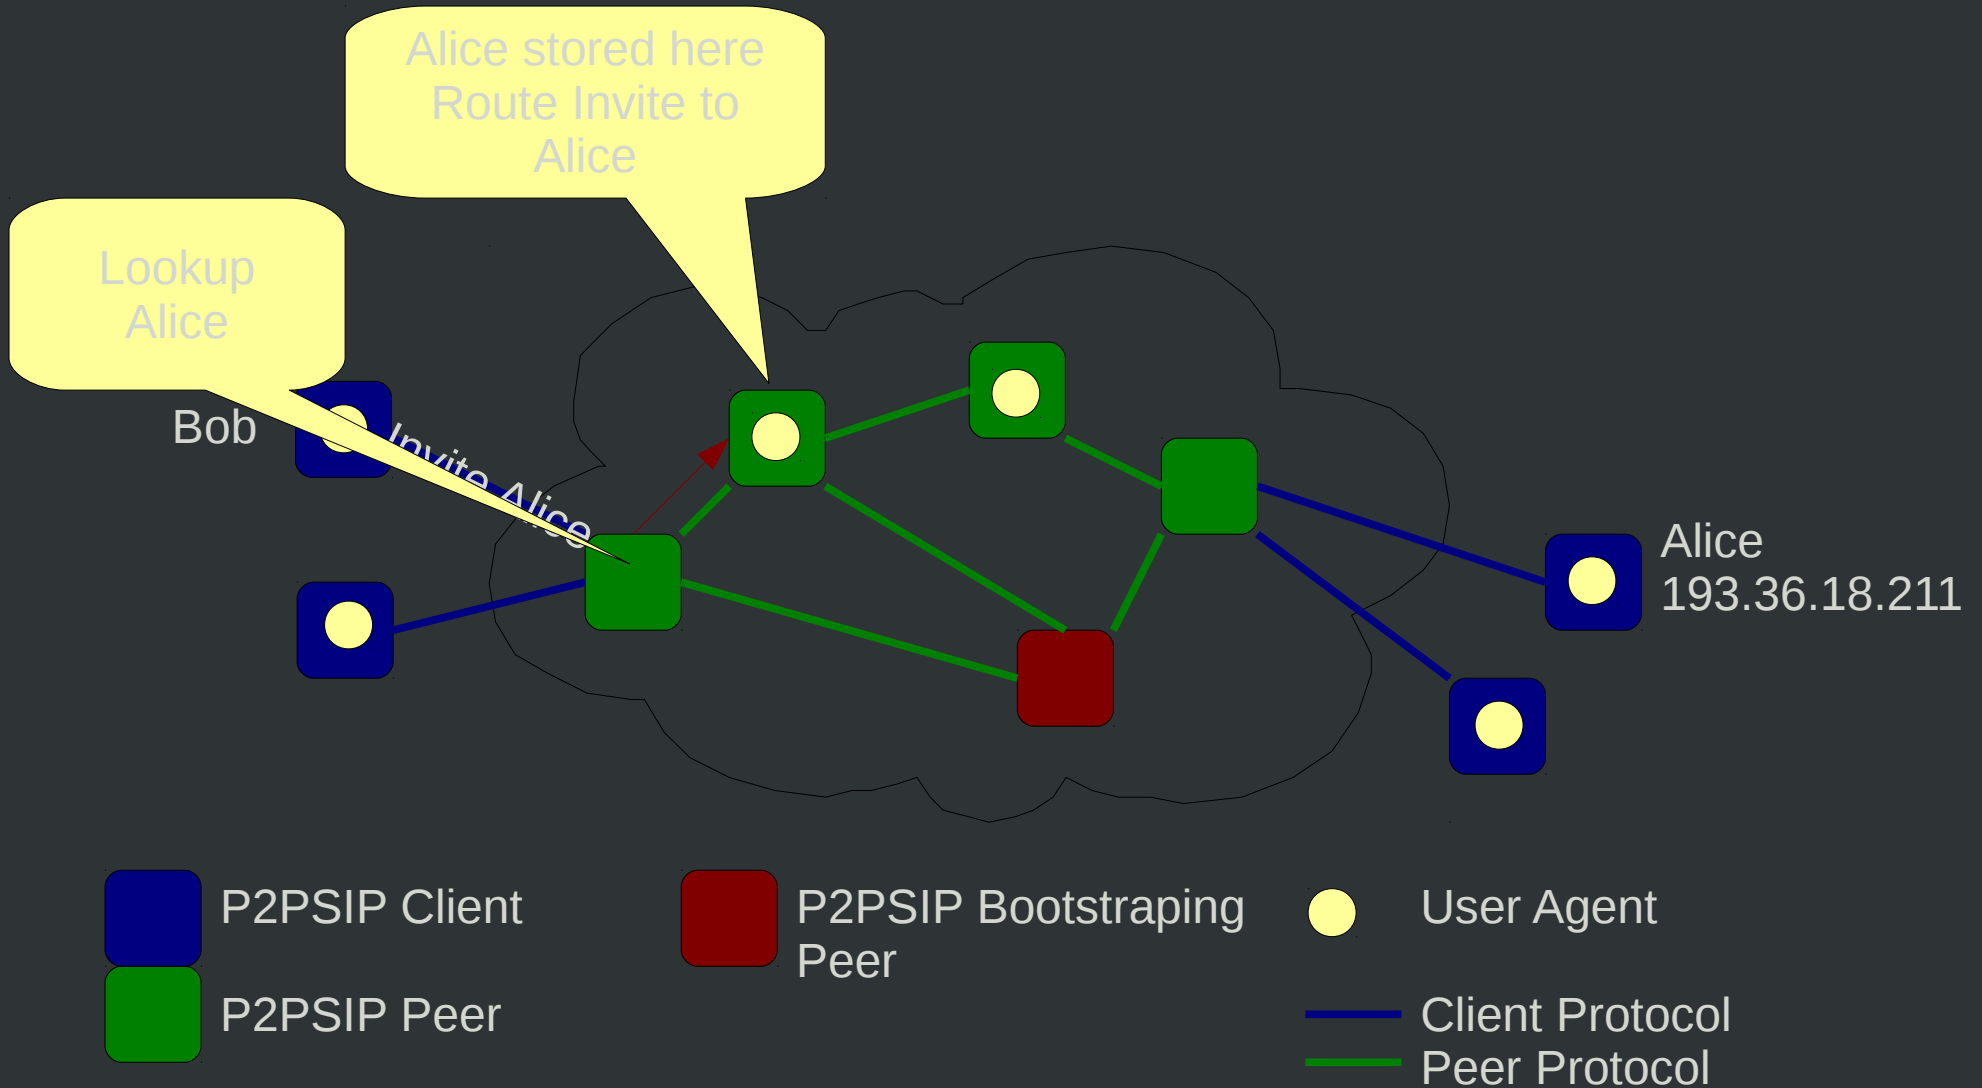 Alice stored here
Route Invite to
Alice
Lookup
Alice
Bob
Invite Alice
Alice
193.36.18.211
P2PSIP Client
P2PSIP Bootstraping
Peer
User Agent
P2PSIP Peer
Client Protocol
Peer Protocol